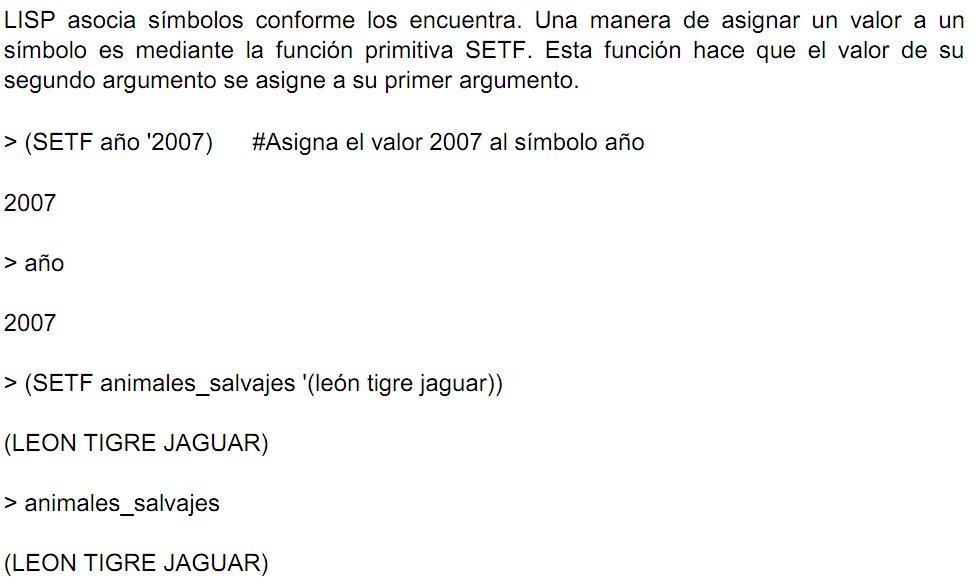 LISP asocia símbolos conforme los encuentra. Una manera de asignar un valor a un
símbolo es mediante la función primitiva SETF. Esta función hace que el valor de su
segundo argumento se asigne a su primer argumento.
> (SETF año '2007) #Asigna el valor 2007 al símbolo año
2007
> año
2007
> (SETF animales_salvajes '(león tigre jaguar))
(LEON TIGRE JAGUAR)
> animales_salvajes
(LEON TIGRE JAGUAR)